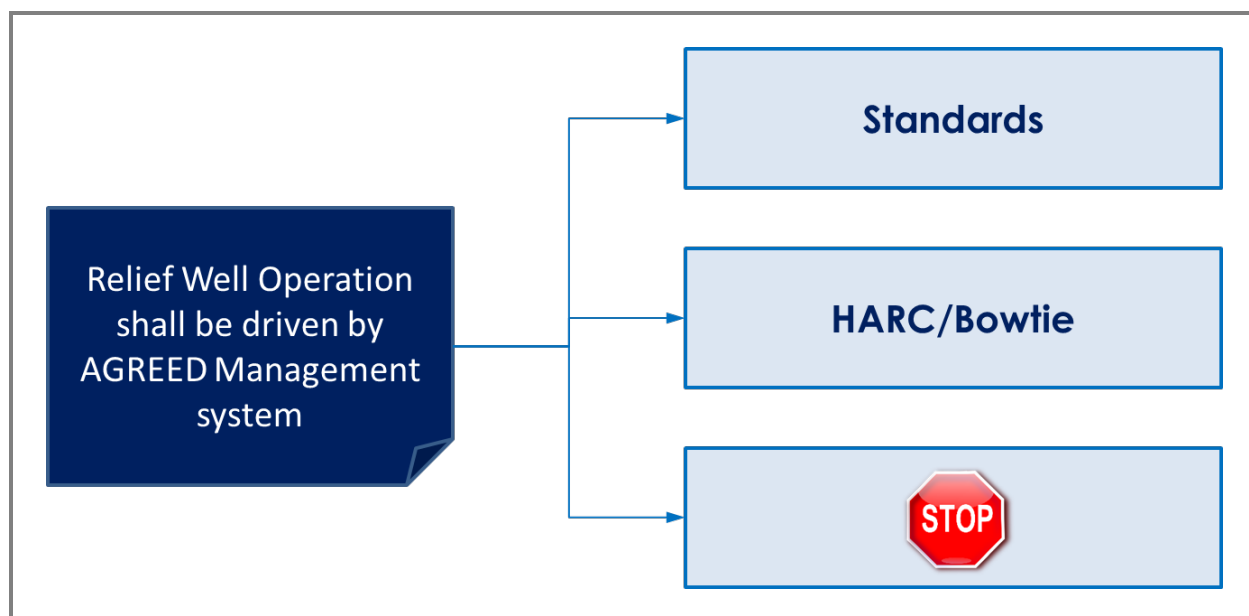 Standards
Relief Well Operation
shall be driven by
AGREED Management
system
HARC/Bowtie
STOP